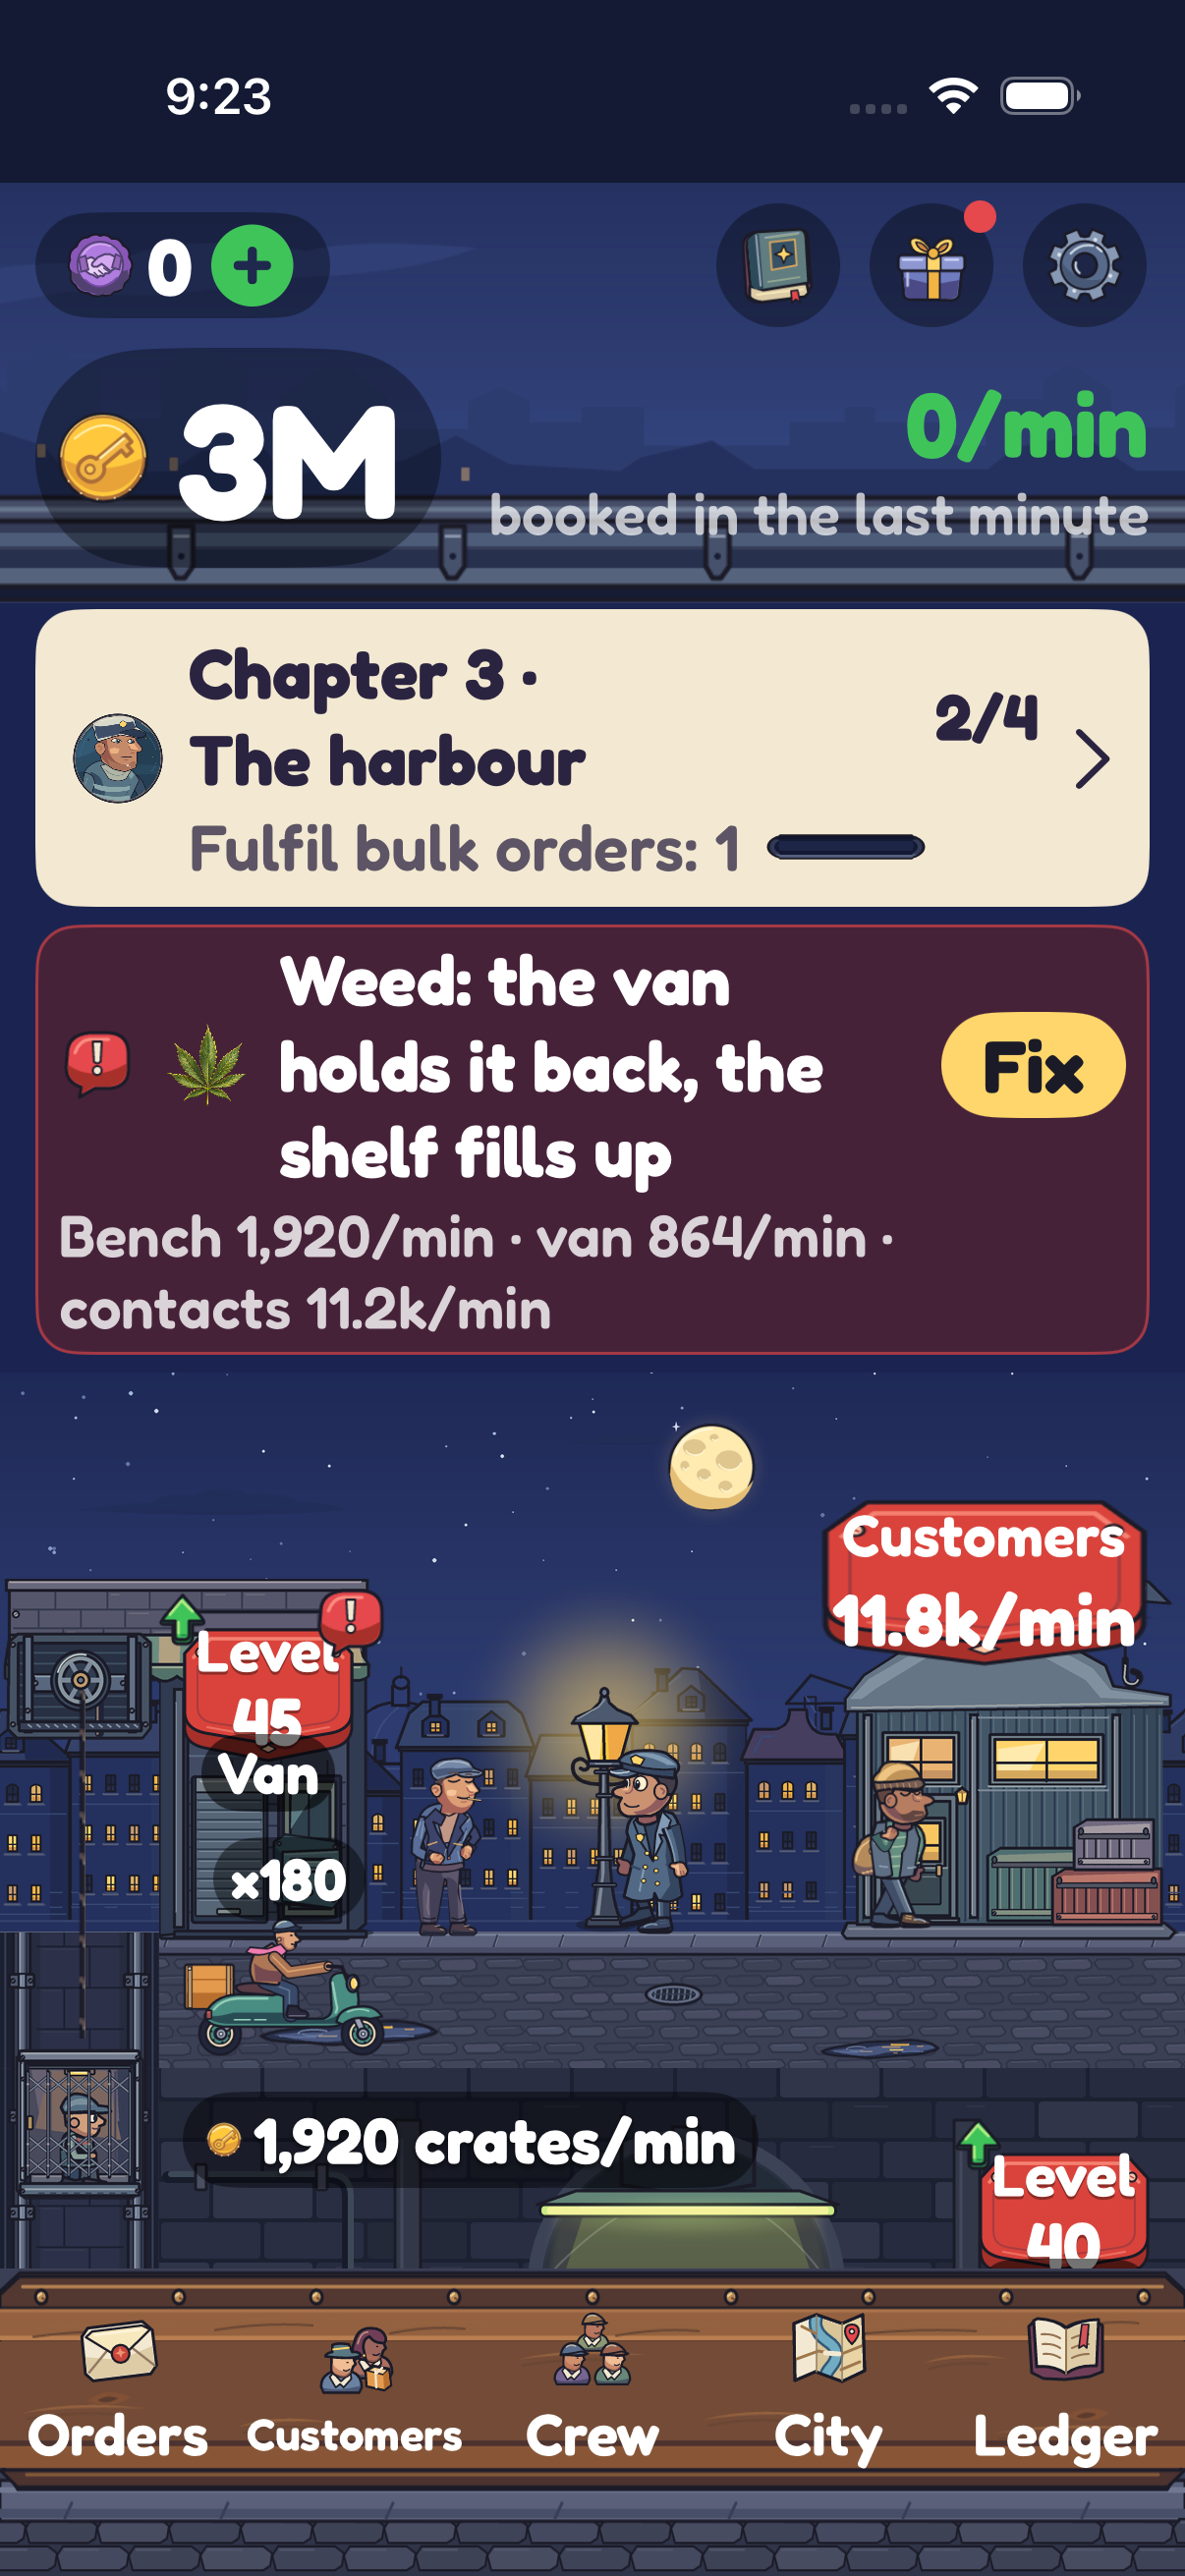 9:23
0
3M
0/min
booked in the last minute
Chapter 3 ·
The harbour
2/4
Fulfil bulk orders: 1
Weed: the van
holds it back, the
shelf fills up
Fix
Bench 1,920/min · van 864/min ·
contacts 11.2k/min
Customers
11.8k/min
Level
45
Van
×180
1,920 crates/min
Level
40
Orders
Customers
Crew
City
Ledger